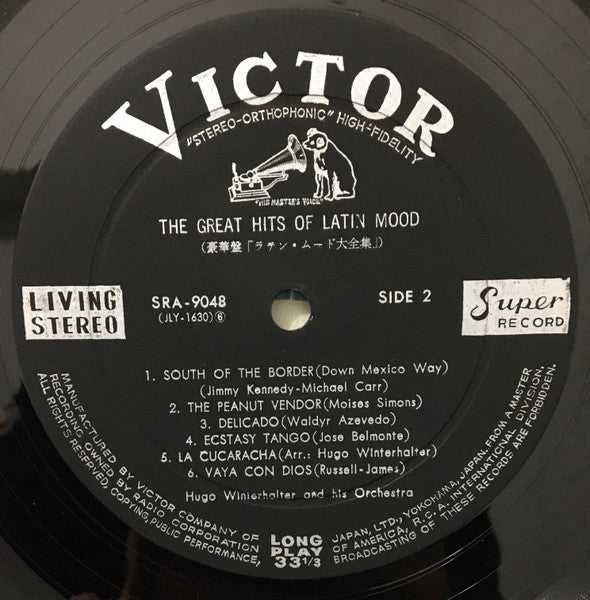 VICTOR
"STEREO-ORTHOPHONIC" HIGH-FIDELITY
"HIS MASTER'S VOICE"
THE GREAT HITS OF LATIN MOOD
(豪華盤「ラテン・ムード大全集」)
LIVING
STEREO
SRA-9048
(JLY-1630) ⑥
SIDE 2
Super
RECORD
1. SOUTH OF THE BORDER(Down Mexico Way)
(Jimmy Kennedy-Michael Carr)
2. THE PEANUT VENDOR(Moises Simons)
3. DELICADO(Waldyr Azevedo)
4. ECSTASY TANGO(Jose Belmonte)
5. LA CUCARACHA(Arr.: Hugo Winterhalter)
6. VAYA CON DIOS(Russell-James)
Hugo Winterhalter and his Orchestra
MANUFACTURED BY VICTOR COMPANY OF JAPAN, LTD., YOKOHAMA, JAPAN, FROM A MASTER
RECORDING OWNED BY RADIO CORPORATION OF AMERICA, R.C.A. INTERNATIONAL DIVISION.
ALL RIGHTS RESERVED, COPYING, PUBLIC PERFORMANCE, BROADCASTING OF THESE RECORDS ARE FORBIDDEN.
LONG
PLAY
33 1/3